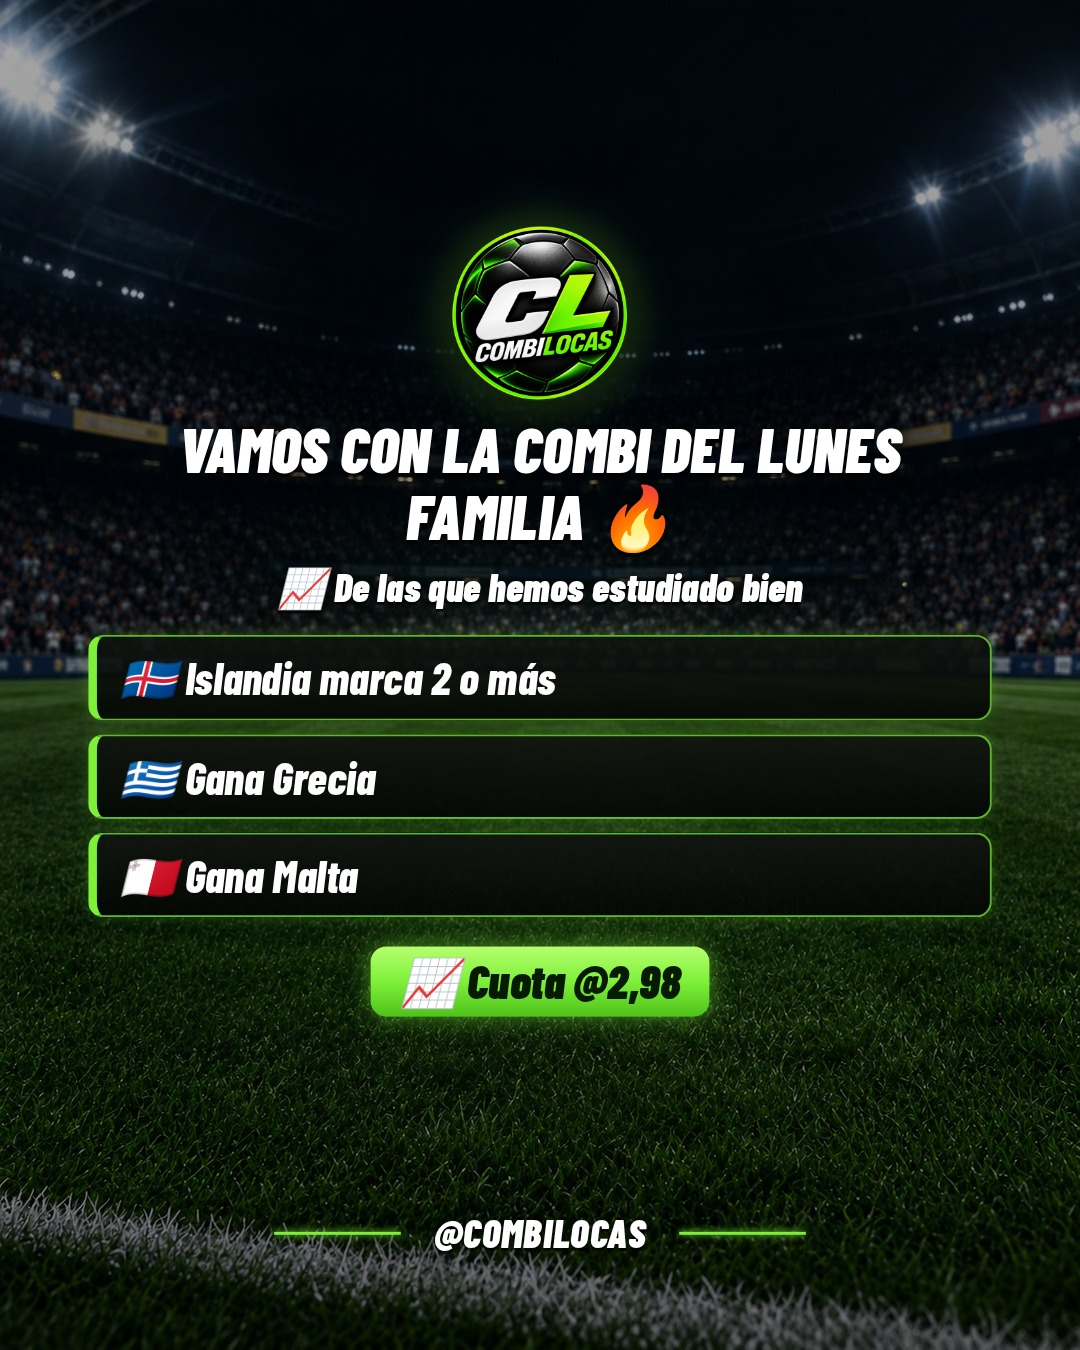 CL
COMBILOCAS
VAMOS CON LA COMBI DEL LUNES
FAMILIA 🔥
📈 De las que hemos estudiado bien
🇮🇸 Islandia marca 2 o más
🇬🇷 Gana Grecia
🇲🇹 Gana Malta
📈 Cuota @2,98
@COMBILOCAS